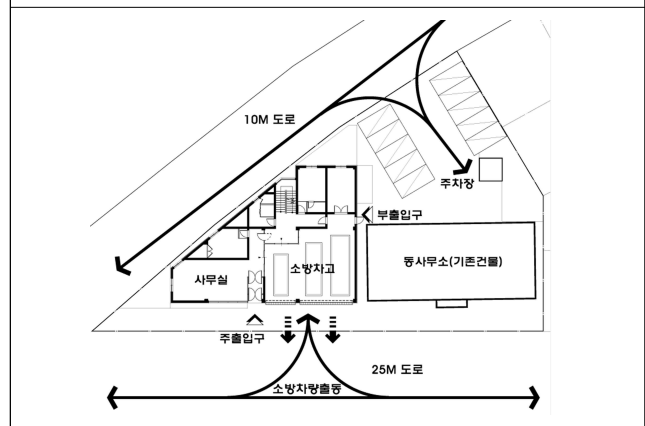 10M 도로
주차장
부출입구
동사무소(기존건물)
소방차고
사무실
주출입구
25M 도로
소방차량출동